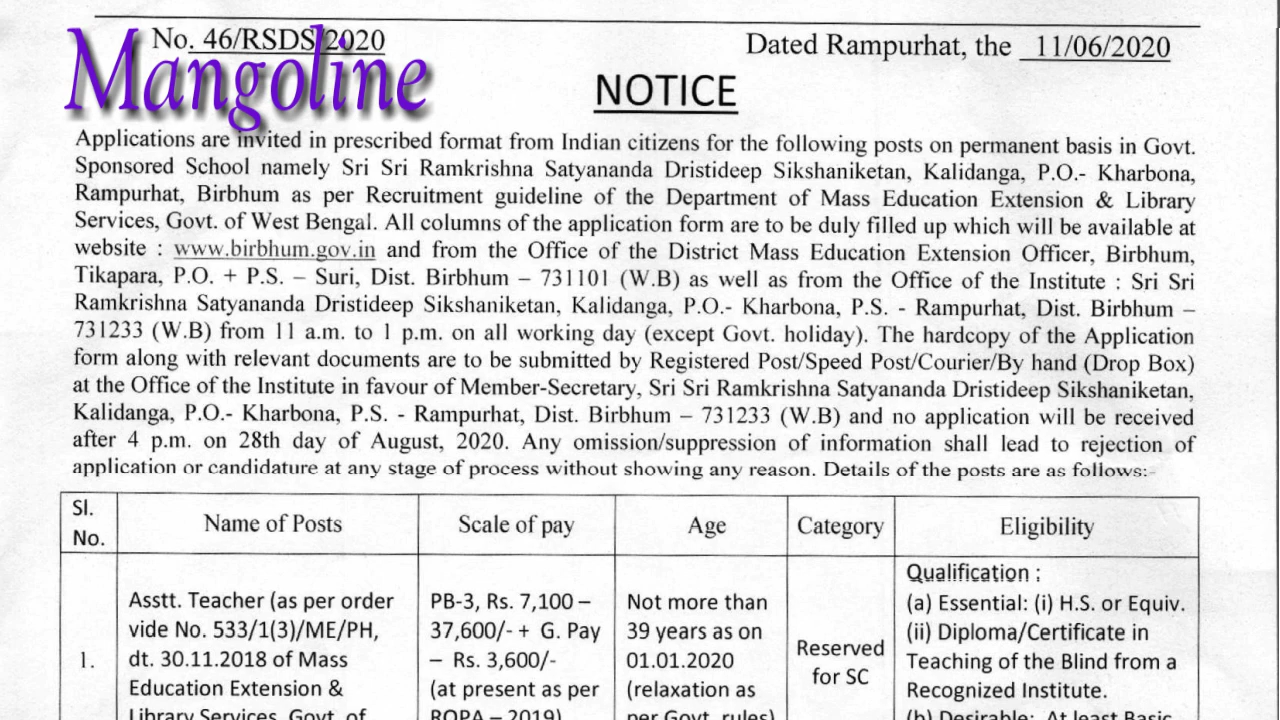 No. 46/RSDS/2020
Dated Rampurhat, the 11/06/2020
Mangoline
NOTICE
Applications are invited in prescribed format from Indian citizens for the following posts on permanent basis in Govt.
Sponsored School namely Sri Sri Ramkrishna Satyananda Dristideep Sikshaniketan, Kalidanga, P.O.- Kharbona,
Rampurhat, Birbhum as per Recruitment guideline of the Department of Mass Education Extension & Library
Services, Govt. of West Bengal. All columns of the application form are to be duly filled up which will be available at
website : www.birbhum.gov.in and from the Office of the District Mass Education Extension Officer, Birbhum,
Tikapara, P.O. + P.S. – Suri, Dist. Birbhum – 731101 (W.B) as well as from the Office of the Institute : Sri Sri
Ramkrishna Satyananda Dristideep Sikshaniketan, Kalidanga, P.O.- Kharbona, P.S. - Rampurhat, Dist. Birbhum –
731233 (W.B) from 11 a.m. to 1 p.m. on all working day (except Govt. holiday). The hardcopy of the Application
form along with relevant documents are to be submitted by Registered Post/Speed Post/Courier/By hand (Drop Box)
at the Office of the Institute in favour of Member-Secretary, Sri Sri Ramkrishna Satyananda Dristideep Sikshaniketan,
Kalidanga, P.O.- Kharbona, P.S. - Rampurhat, Dist. Birbhum – 731233 (W.B) and no application will be received
after 4 p.m. on 28th day of August, 2020. Any omission/suppression of information shall lead to rejection of
application or candidature at any stage of process without showing any reason. Details of the posts are as follows:-
Sl. No.
Name of Posts
Scale of pay
Age
Category
Eligibility
1.
Asstt. Teacher (as per order
vide No. 533/1(3)/ME/PH,
dt. 30.11.2018 of Mass
Education Extension &
Library Services, Govt. of
PB-3, Rs. 7,100 –
37,600/- + G. Pay
– Rs. 3,600/-
(at present as per
ROPA – 2019)
Not more than
39 years as on
01.01.2020
(relaxation as
per Govt. rules)
Reserved
for SC
Qualification :
(a) Essential: (i) H.S. or Equiv.
(ii) Diploma/Certificate in
Teaching of the Blind from a
Recognized Institute.
(b) Desirable: At least Basic